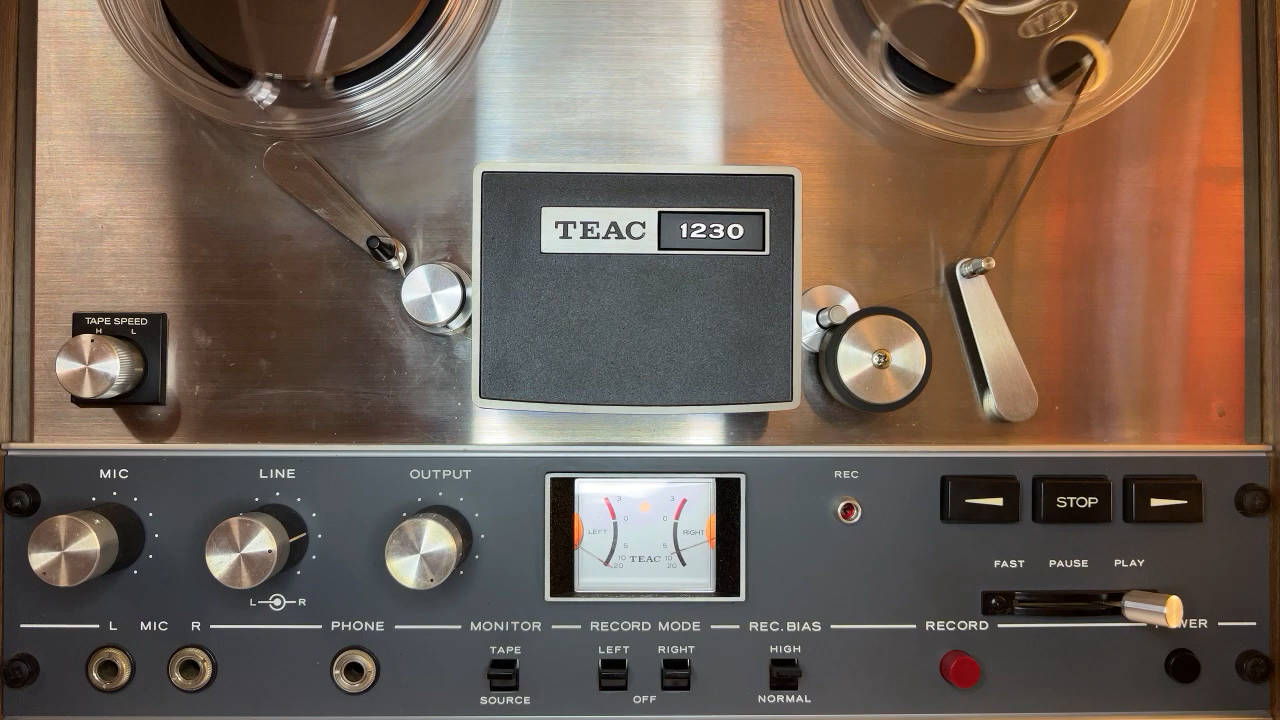 TEAC 1230
TAPE SPEED
H L
MIC LINE OUTPUT REC
3 3
0 0
LEFT RIGHT
5 5
10 TEAC 10
20 20
STOP
FAST PAUSE PLAY
L R
L MIC R PHONE MONITOR RECORD MODE REC. BIAS RECORD WER
TAPE LEFT RIGHT HIGH
SOURCE OFF NORMAL